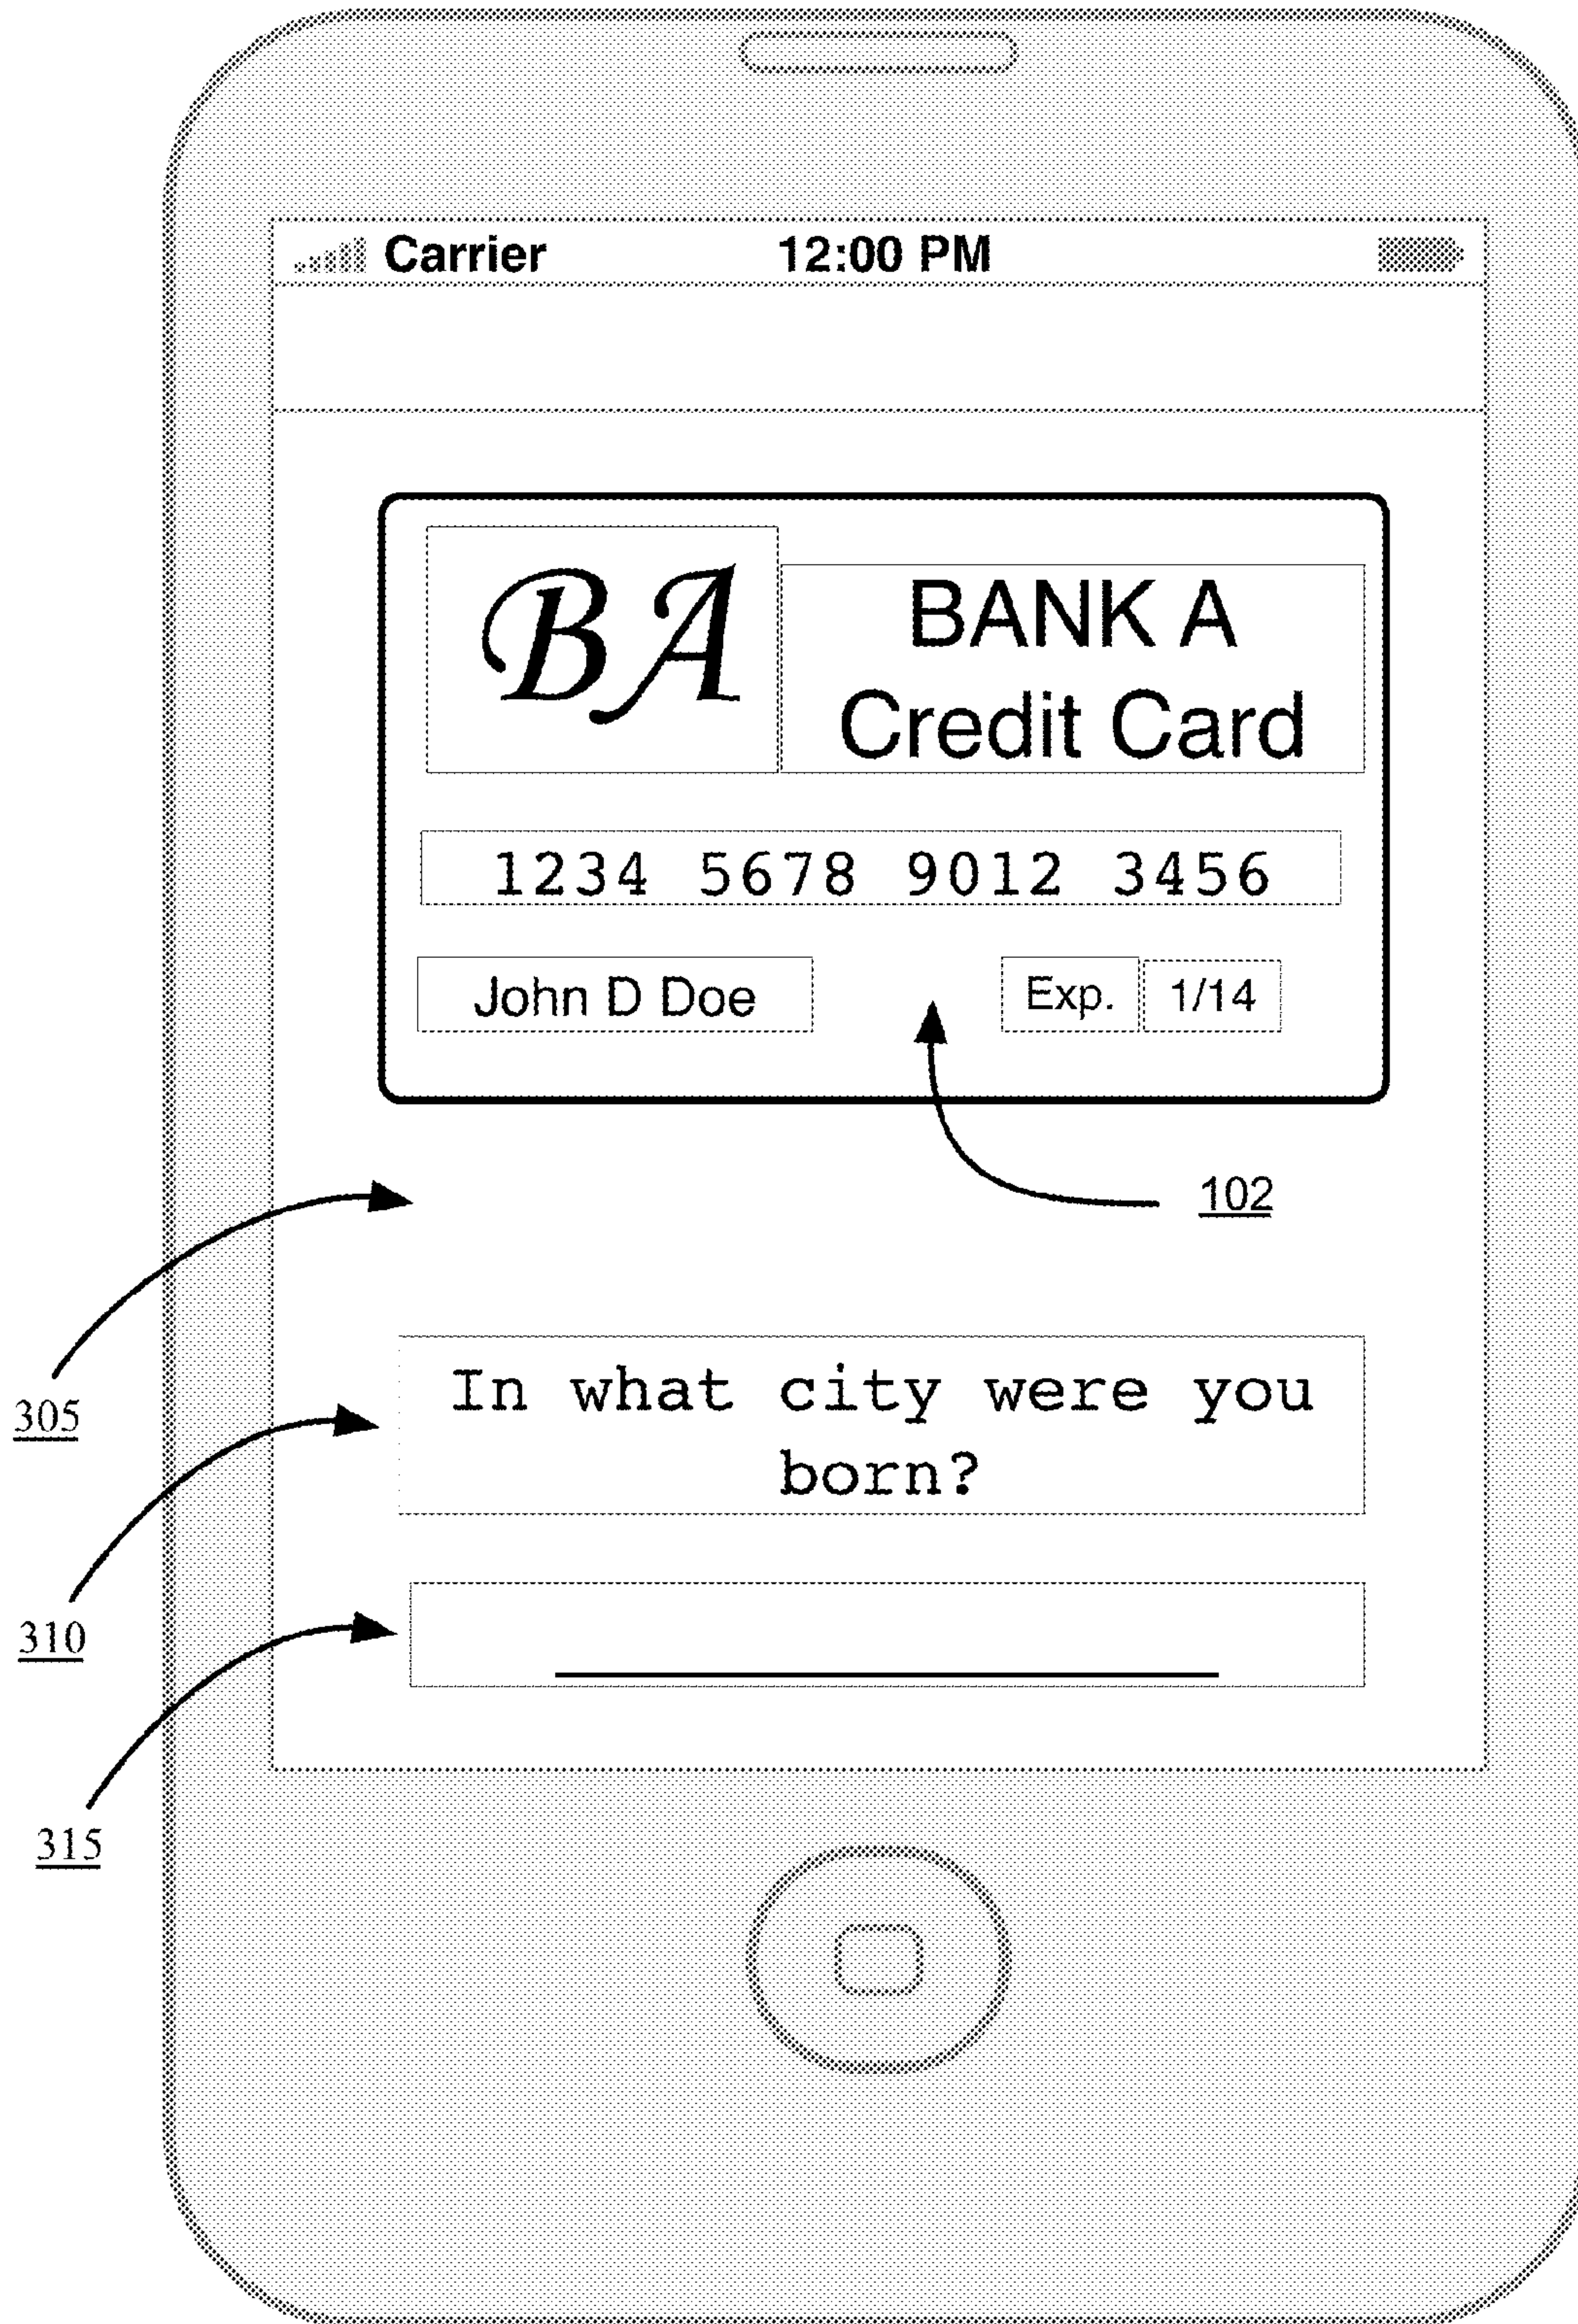 Carrier 12:00 PM
BA
BANK A
Credit Card
1234 5678 9012 3456
John D Doe Exp. 1/14
102
305
In what city were you
born?
310
315